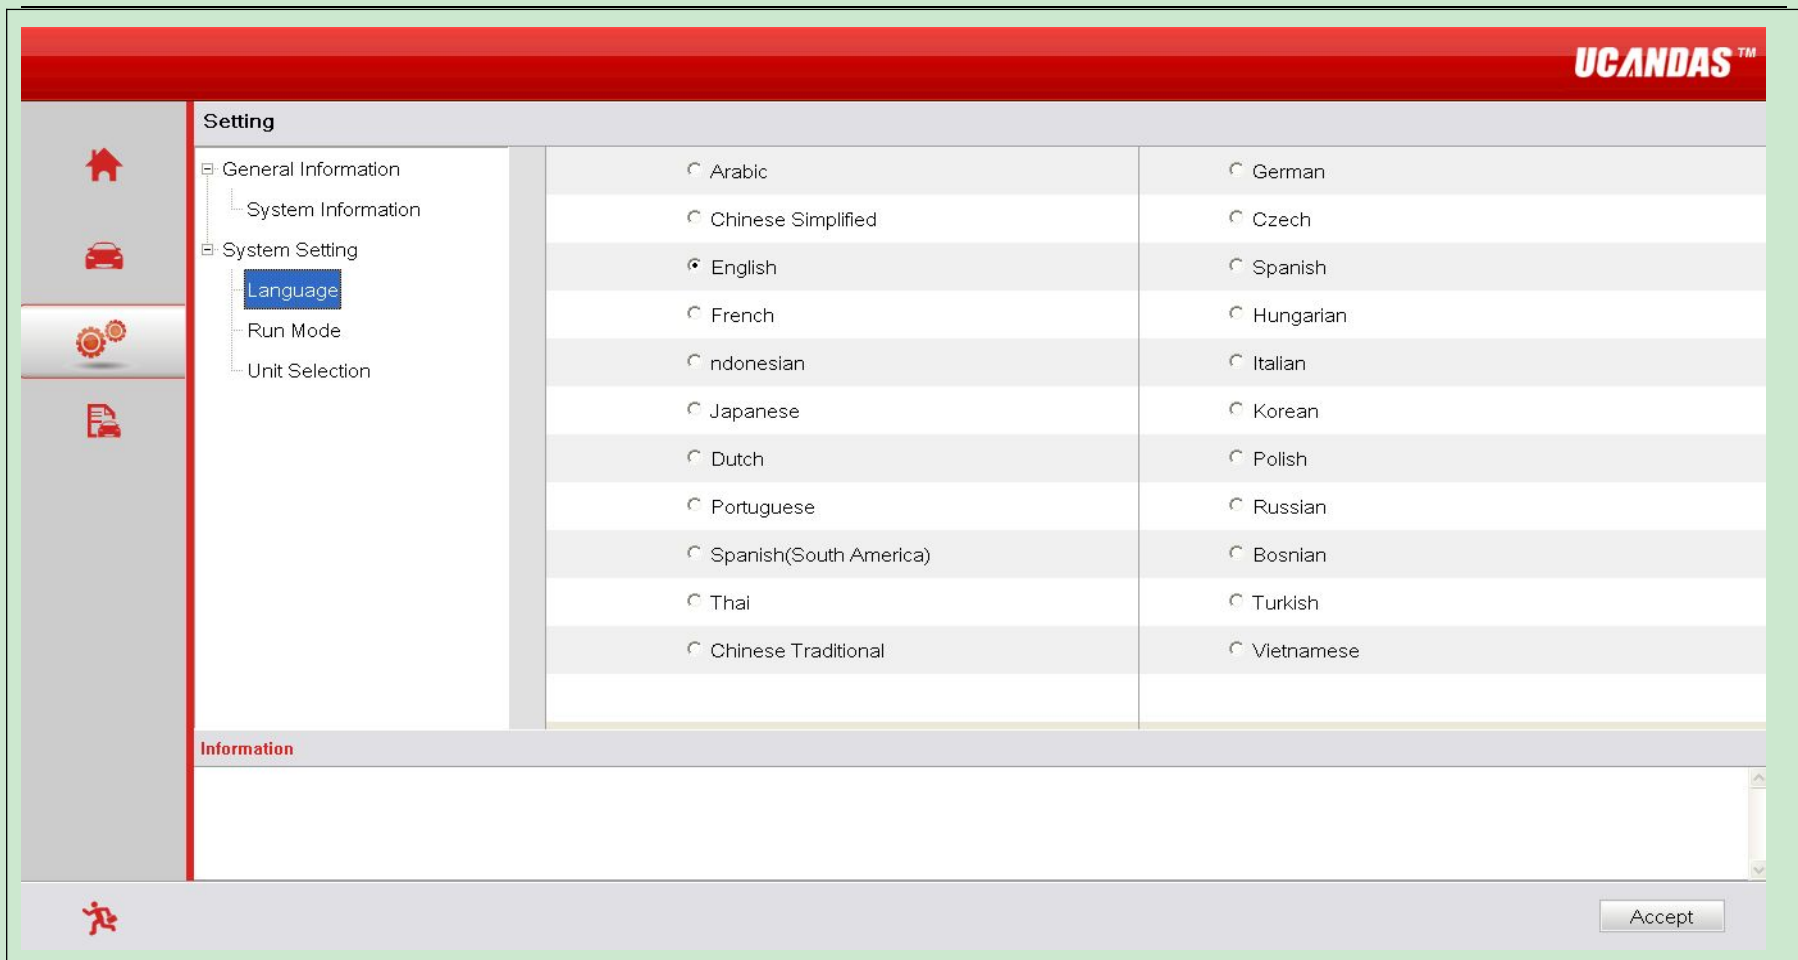 UCANDAS™
Setting
General Information
System Information
System Setting
Language
Run Mode
Unit Selection
Arabic
German
Chinese Simplified
Czech
English
Spanish
French
Hungarian
ndonesian
Italian
Japanese
Korean
Dutch
Polish
Portuguese
Russian
Spanish(South America)
Bosnian
Thai
Turkish
Chinese Traditional
Vietnamese
Information
Accept